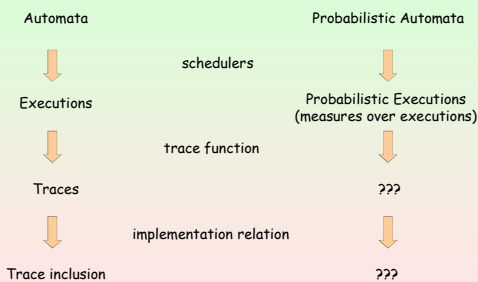 Automata
Probabilistic Automata
schedulers
Executions
Probabilistic Executions
(measures over executions)
trace function
Traces
???
implementation relation
Trace inclusion
???